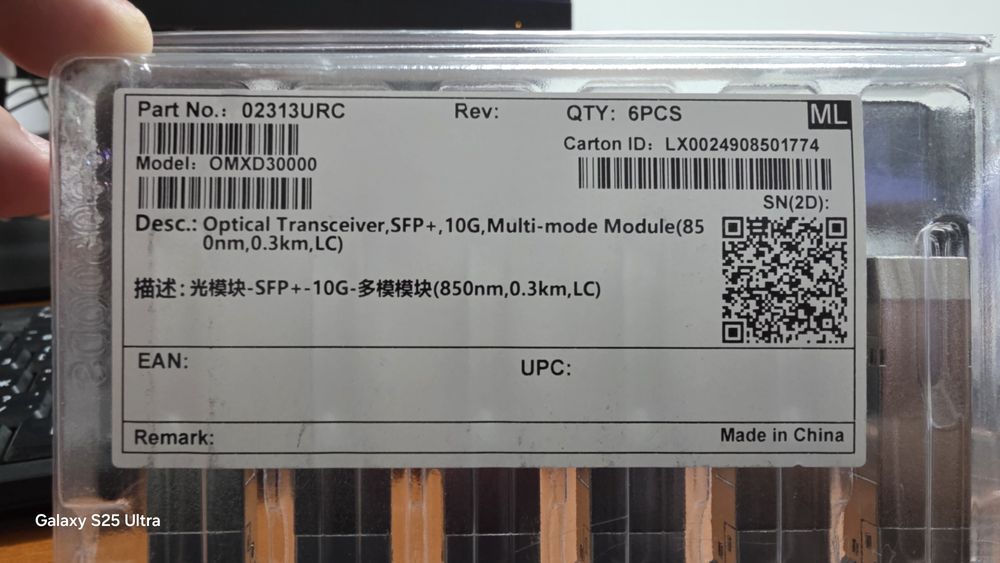 Part No.: 02313URC Rev: QTY: 6PCS ML
Carton ID: LX0024908501774
Model: OMXD30000
SN(2D):
Desc.: Optical Transceiver,SFP+,10G,Multi-mode Module(85
0nm,0.3km,LC)
描述:光模块-SFP+-10G-多模模块(850nm,0.3km,LC)
EAN: UPC:
Remark: Made in China
Galaxy S25 Ultra